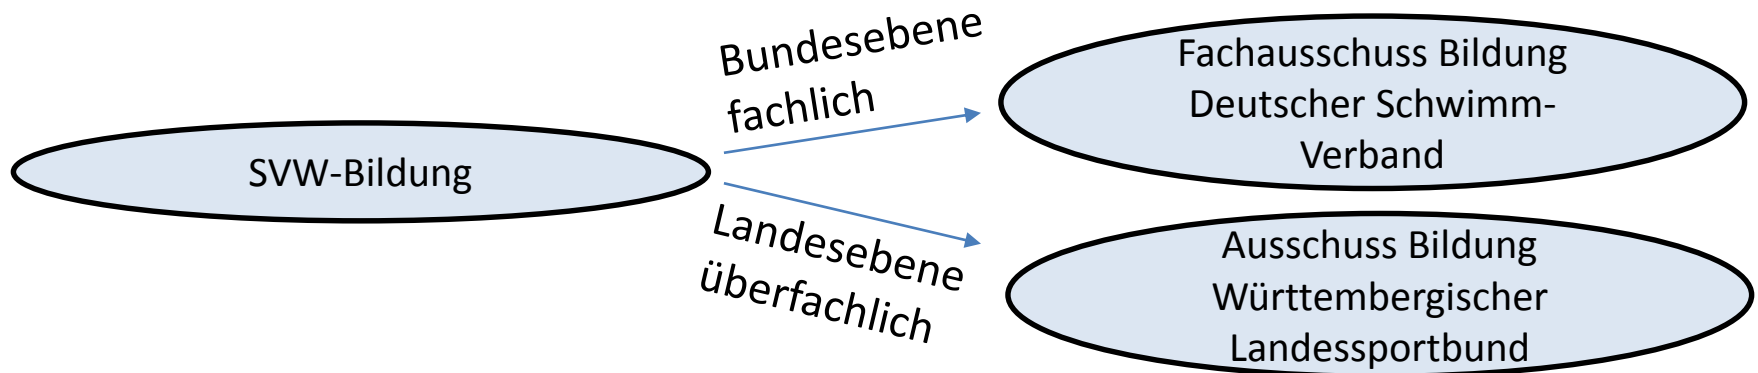 SVW-Bildung
Bundesebene
fachlich
Fachausschuss Bildung
Deutscher Schwimm-
Verband
Landesebene
überfachlich
Ausschuss Bildung
Württembergischer
Landessportbund